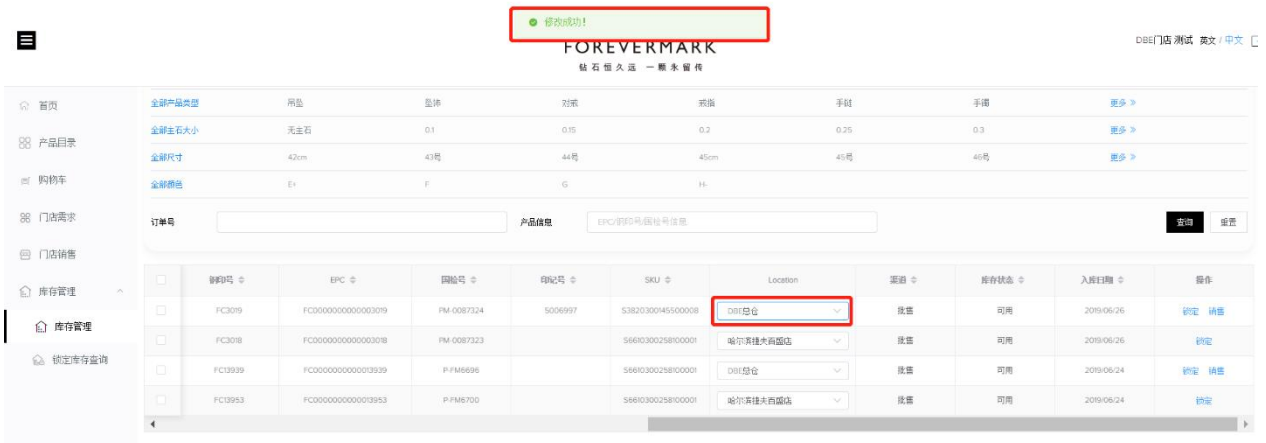 修改成功!
FOREVERMARK
钻石恒久远 一颗永留传
DBE门店 测试 英文 / 中文
首页
产品目录
购物车
门店需求
门店销售
库存管理
库存管理
锁定库存查询
全部产品类型 吊坠 坠饰 对戒 戒指 手链 手镯 更多 »
全部主石大小 无主石 0.1 0.15 0.2 0.25 0.3 更多 »
全部尺寸 42cm 43号 44号 45cm 45号 46号 更多 »
全部颜色 E+ F G H-
订单号 产品信息 EPC/钢印号/国检号信息 查询 重置
钢印号 EPC 国检号 印记号 SKU Location 渠道 库存状态 入库日期 操作
FC3019 FC0000000000003019 PM-0087324 5006997 S3820300145500008 DBE总仓 批售 可用 2019/06/26 锁定 销售
FC3018 FC0000000000003018 PM-0087323 S6610300258100001 哈尔滨捷夫百盛店 批售 可用 2019/06/26 锁定
FC13939 FC0000000000013939 P-FM6696 S6610300258100001 DBE总仓 批售 可用 2019/06/24 锁定 销售
FC13953 FC0000000000013953 P-FM6700 S6610300258100001 哈尔滨捷夫百盛店 批售 可用 2019/06/24 锁定